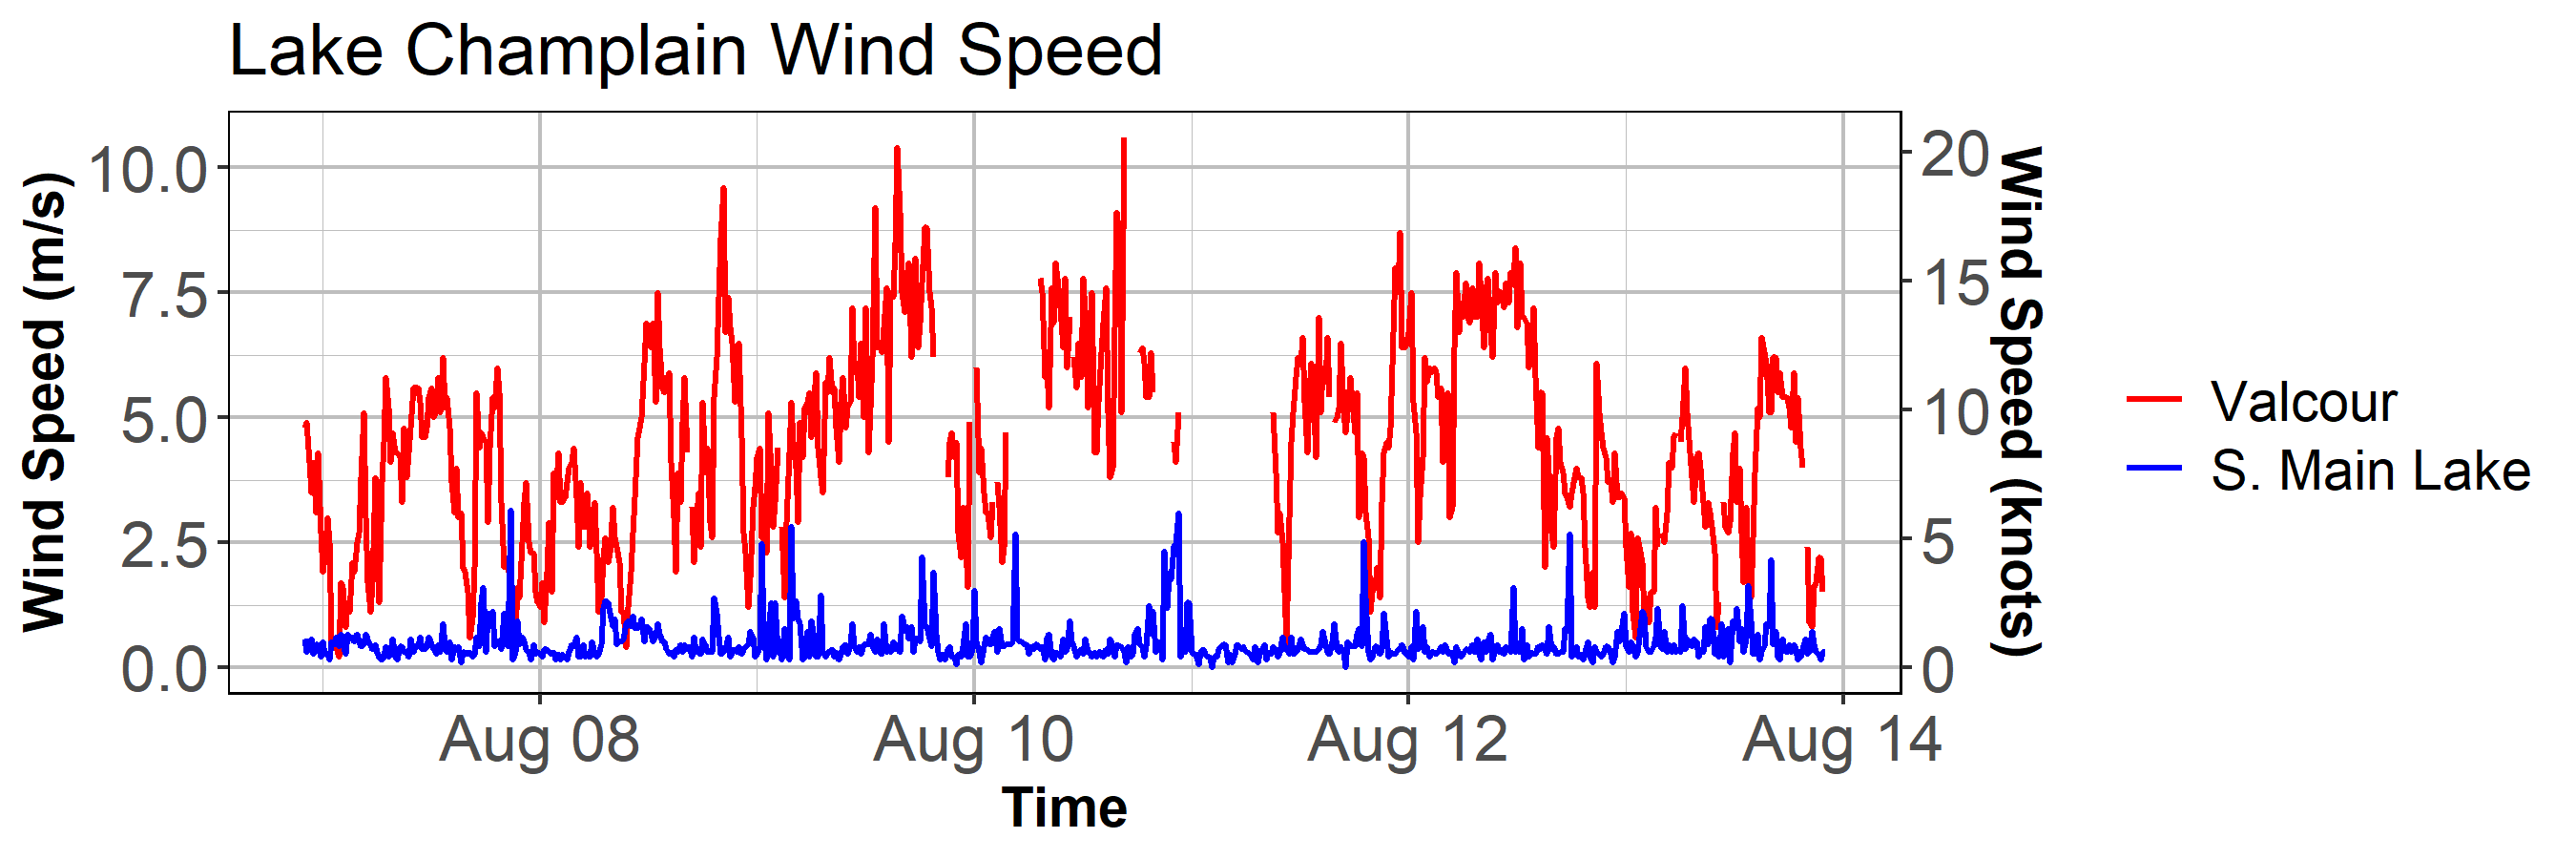 Lake Champlain Wind Speed
Wind Speed (m/s)
10.0
7.5
5.0
2.5
0.0
20
15
10
5
0
Wind Speed (knots)
Aug 08
Aug 10
Aug 12
Aug 14
Time
Valcour
S. Main Lake